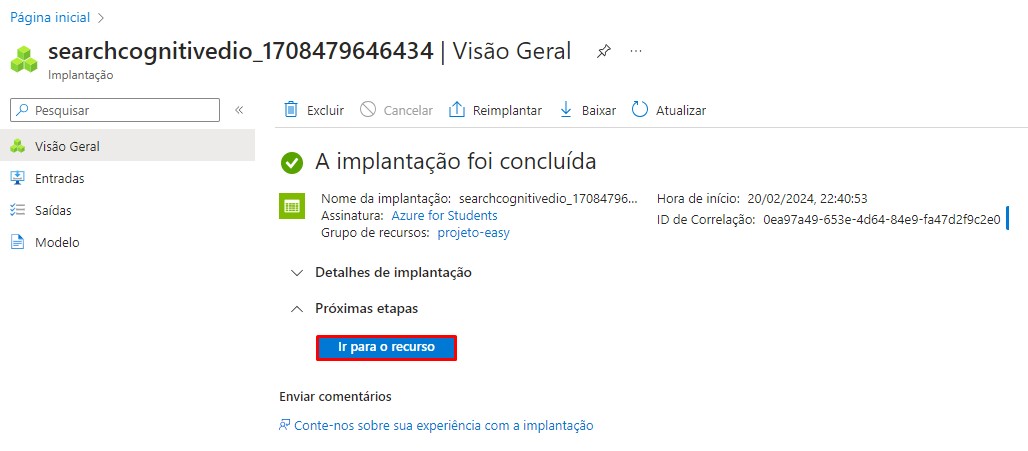 Página inicial
searchcognitivedio_1708479646434 | Visão Geral
Implantação
Pesquisar
Excluir Cancelar Reimplantar Baixar Atualizar
Visão Geral
Entradas
Saídas
Modelo
A implantação foi concluída
Nome da implantação: searchcognitivedio_17084796...
Assinatura: Azure for Students
Grupo de recursos: projeto-easy
Hora de início: 20/02/2024, 22:40:53
ID de Correlação: 0ea97a49-653e-4d64-84e9-fa47d2f9c2e0
Detalhes de implantação
Próximas etapas
Ir para o recurso
Enviar comentários
Conte-nos sobre sua experiência com a implantação